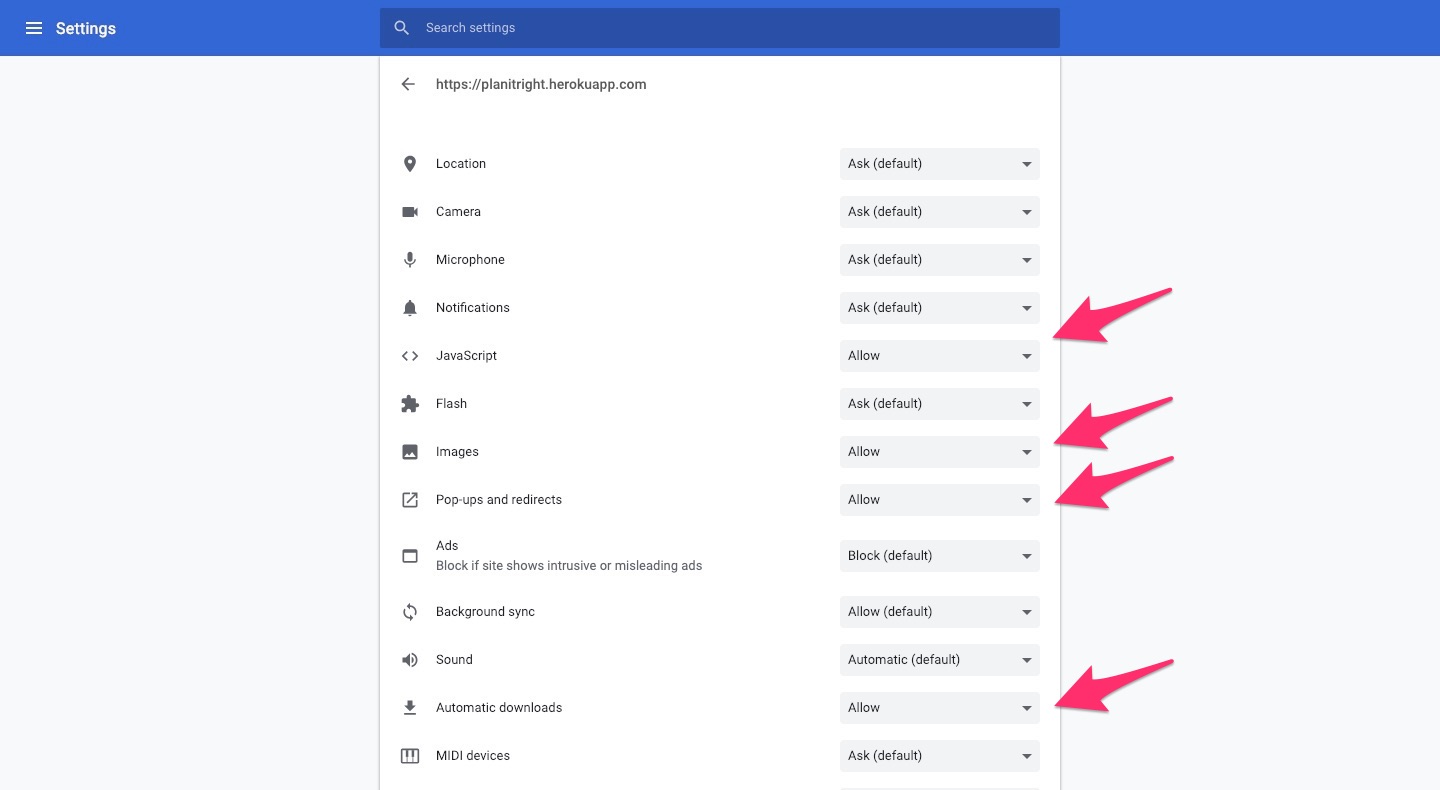 Settings
Search settings
https://planitright.herokuapp.com
Location Ask (default)
Camera Ask (default)
Microphone Ask (default)
Notifications Ask (default)
JavaScript Allow
Flash Ask (default)
Images Allow
Pop-ups and redirects Allow
Ads
Block if site shows intrusive or misleading ads Block (default)
Background sync Allow (default)
Sound Automatic (default)
Automatic downloads Allow
MIDI devices Ask (default)